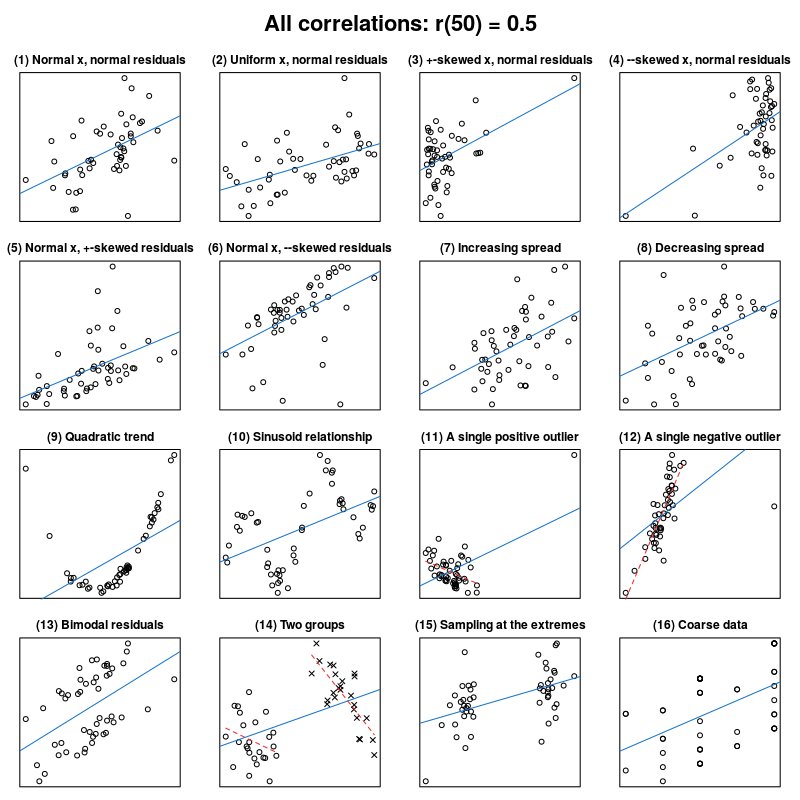 All correlations: r(50) = 0.5
(1) Normal x, normal residuals
(2) Uniform x, normal residuals
(3) +-skewed x, normal residuals
(4) --skewed x, normal residuals
(5) Normal x, +-skewed residuals
(6) Normal x, --skewed residuals
(7) Increasing spread
(8) Decreasing spread
(9) Quadratic trend
(10) Sinusoid relationship
(11) A single positive outlier
(12) A single negative outlier
(13) Bimodal residuals
(14) Two groups
(15) Sampling at the extremes
(16) Coarse data